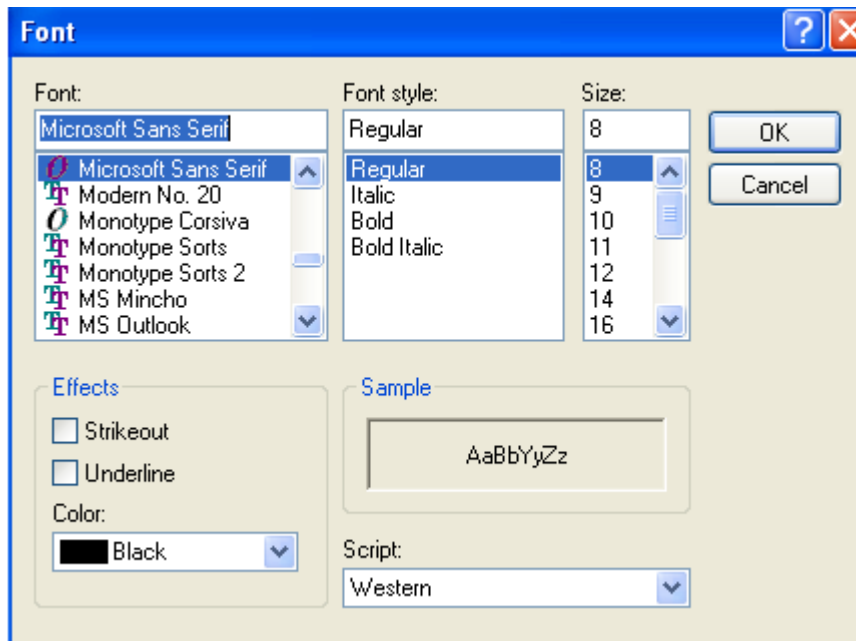 Font
Font:
Microsoft Sans Serif
Microsoft Sans Serif
Modern No. 20
Monotype Corsiva
Monotype Sorts
Monotype Sorts 2
MS Mincho
MS Outlook
Font style:
Regular
Regular
Italic
Bold
Bold Italic
Size:
8
8
9
10
11
12
14
16
OK
Cancel
Effects
Strikeout
Underline
Color:
Black
Sample
AaBbYyZz
Script:
Western